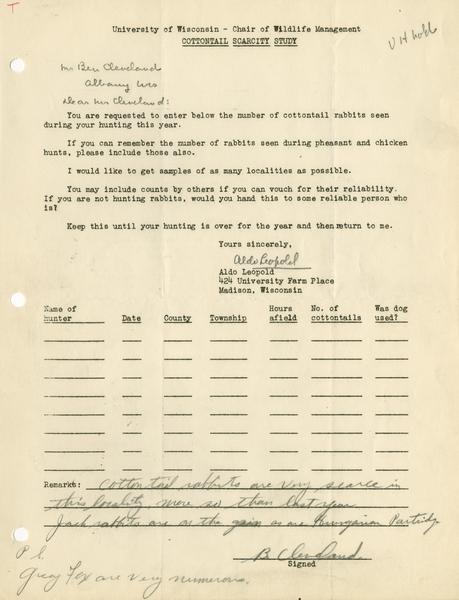 T
University of Wisconsin - Chair of Wildlife Management
COTTONTAIL SCARCITY STUDY
Mr Ben Cleveland
Albany Wis
Dear Mr Cleveland:
You are requested to enter below the number of cottontail rabbits seen
during your hunting this year.
If you can remember the number of rabbits seen during pheasant and chicken
hunts, please include those also.
I would like to get samples of as many localities as possible.
You may include counts by others if you can vouch for their reliability.
If you are not hunting rabbits, would you hand this to some reliable person who
is?
Keep this until your hunting is over for the year and then return to me.
Yours sincerely,
Aldo Leopold
Aldo Leopold
424 University Farm Place
Madison, Wisconsin
Name of hunter Date County Township Hours afield No. of cottontails Was dog used?
Remarks: Cottontail rabbits are very scarce in
this locality more so than last year
Jack rabbits are on the gain as are Hungarian Partridg
B. Cleveland
Signed
P S.
Gray Fox are very numerous.